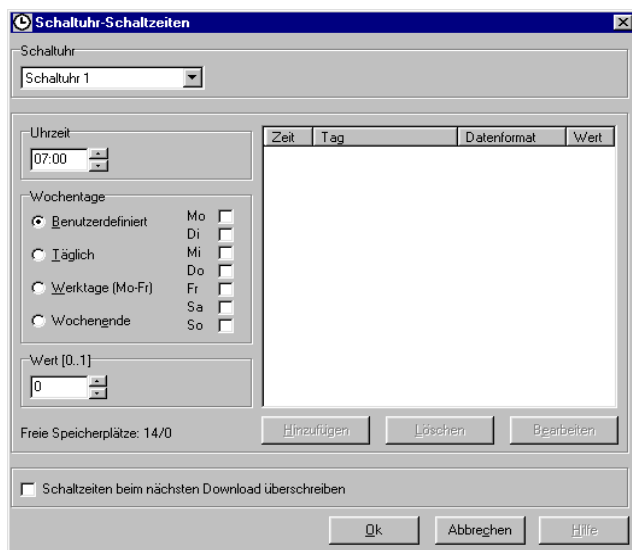 Schaltuhr-Schaltzeiten
Schaltuhr
Schaltuhr 1
Uhrzeit
07:00
Wochentage
Benutzerdefiniert
Täglich
Werktage (Mo-Fr)
Wochenende
Mo
Di
Mi
Do
Fr
Sa
So
Wert [0..1]
0
Freie Speicherplätze: 14/0
Zeit Tag Datenformat Wert
Hinzufügen Löschen Bearbeiten
Schaltzeiten beim nächsten Download überschreiben
Ok Abbrechen Hilfe